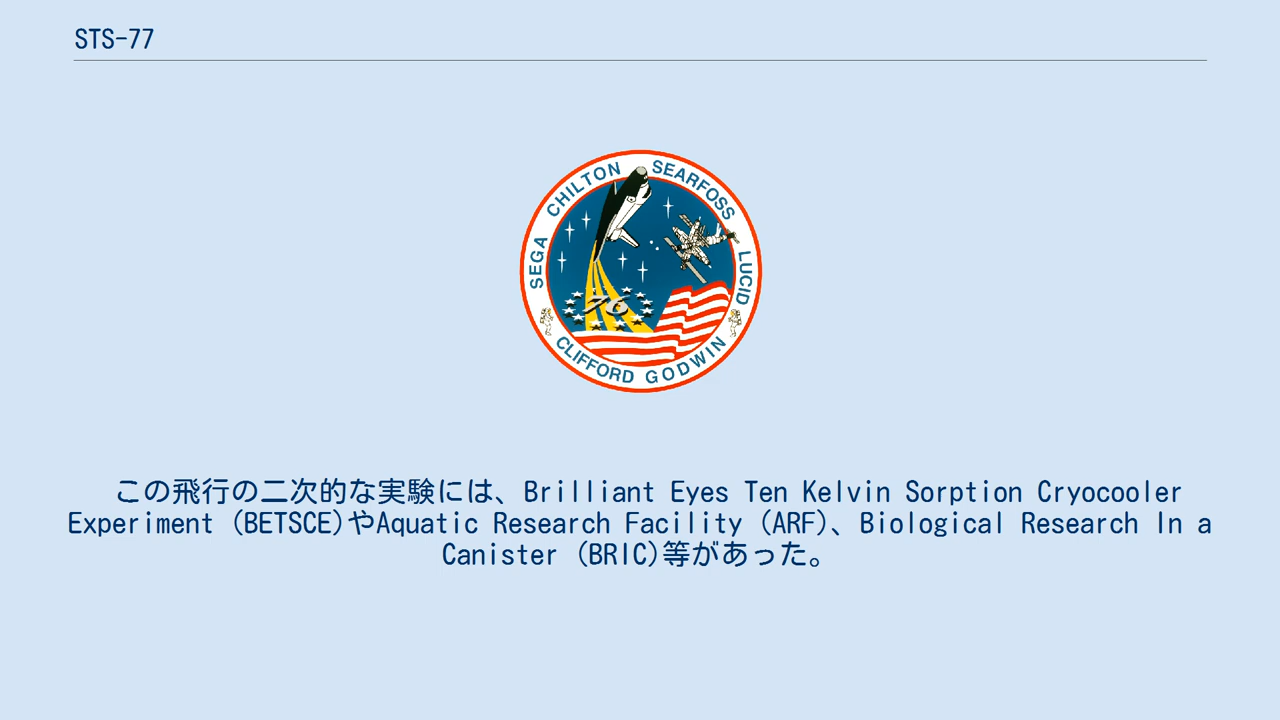 STS-77
CHILTON SEARFOSS
SEGA LUCID
76
CLIFFORD GODWIN
この飛行の二次的な実験には、Brilliant Eyes Ten Kelvin Sorption Cryocooler
Experiment (BETSCE)やAquatic Research Facility (ARF)、Biological Research In a
Canister (BRIC)等があった。